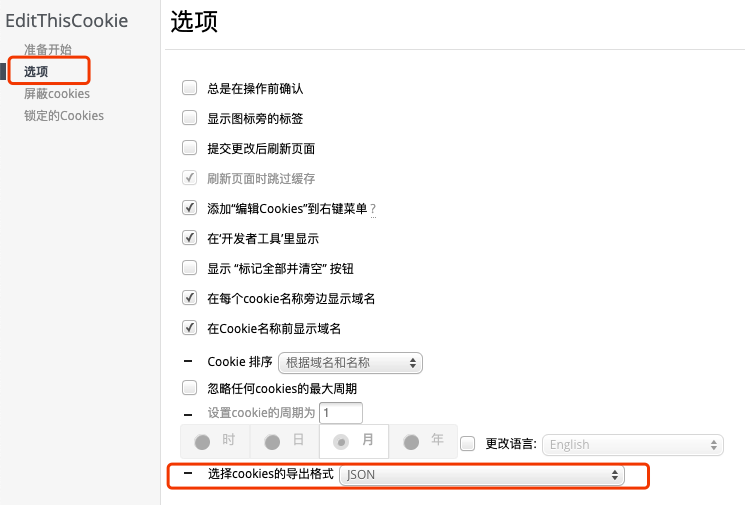 EditThisCookie
准备开始
选项
屏蔽cookies
锁定的Cookies
选项
总是在操作前确认
显示图标旁的标签
提交更改后刷新页面
刷新页面时跳过缓存
添加“编辑Cookies”到右键菜单 ?
在‘开发者工具’里显示
显示 “标记全部并清空” 按钮
在每个cookie名称旁边显示域名
在Cookie名称前显示域名
Cookie 排序 根据域名和名称
忽略任何cookies的最大周期
设置cookie的周期为 1
时 日 月 年 更改语言: English
选择cookies的导出格式 JSON